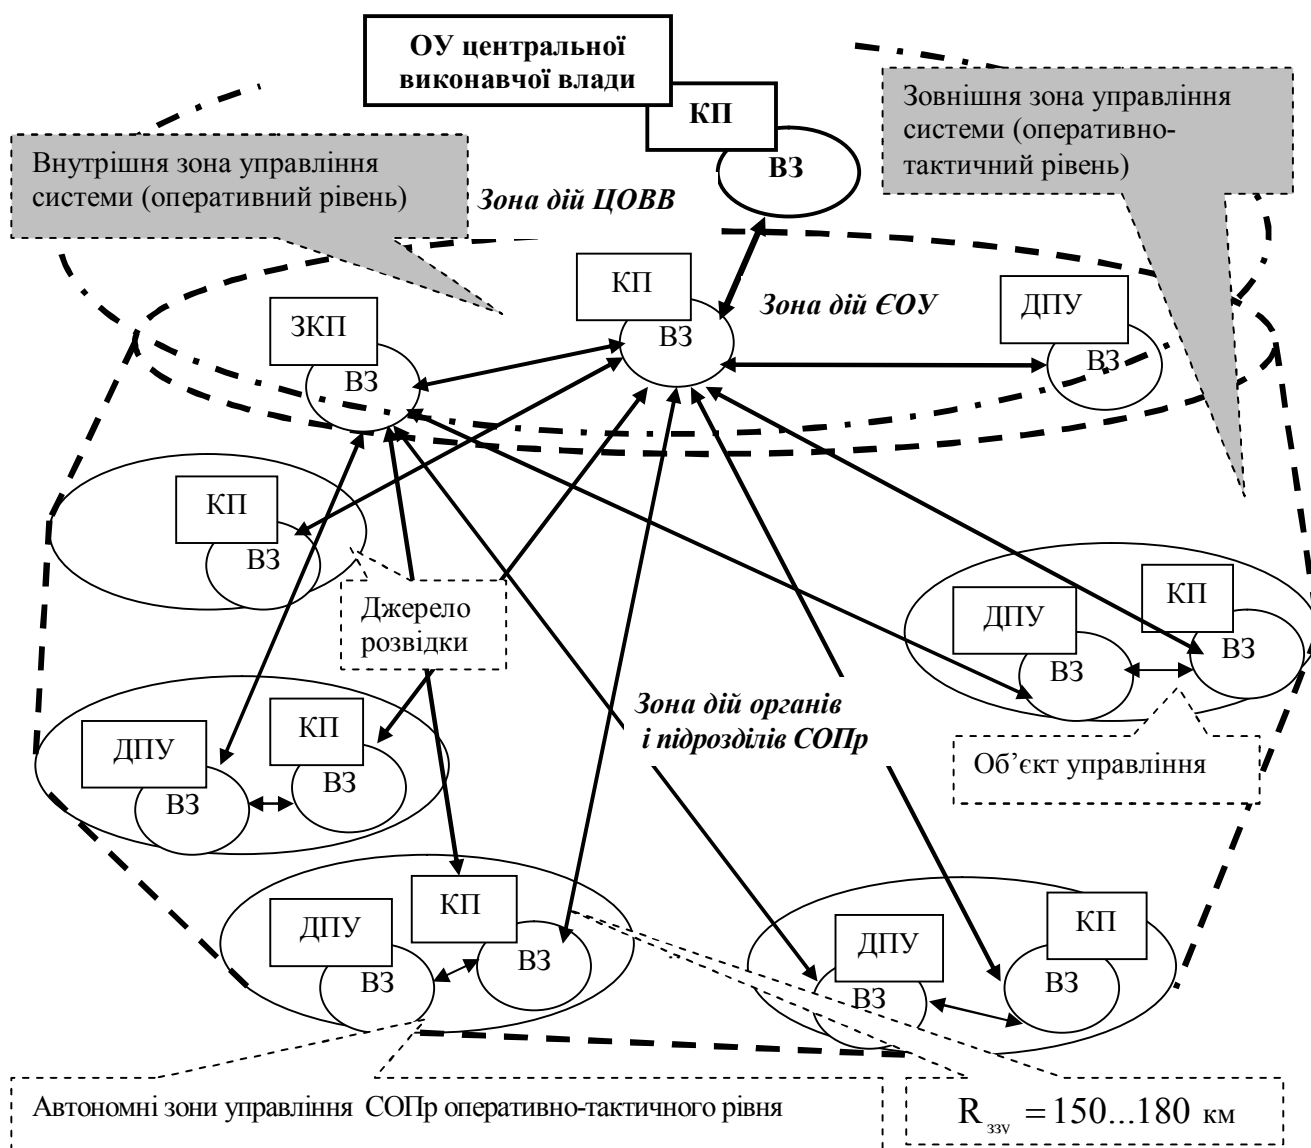 ОУ центральної
виконавчої влади
КП
ВЗ
Зовнішня зона управління
системи (оперативно-
тактичний рівень)
Внутрішня зона управління
системи (оперативний рівень)
Зона дій ЦОВВ
КП
ВЗ
Зона дій ЄОУ
ДПУ
ВЗ
ЗКП
ВЗ
КП
ВЗ
Джерело
розвідки
ДПУ
ВЗ
КП
ВЗ
Об’єкт управління
Зона дій органів
і підрозділів СОПр
ДПУ
ВЗ
КП
ВЗ
ДПУ
ВЗ
КП
ВЗ
ДПУ
ВЗ
КП
ВЗ
Автономні зони управління СОПр оперативно-тактичного рівня
R ззу = 150...180 км